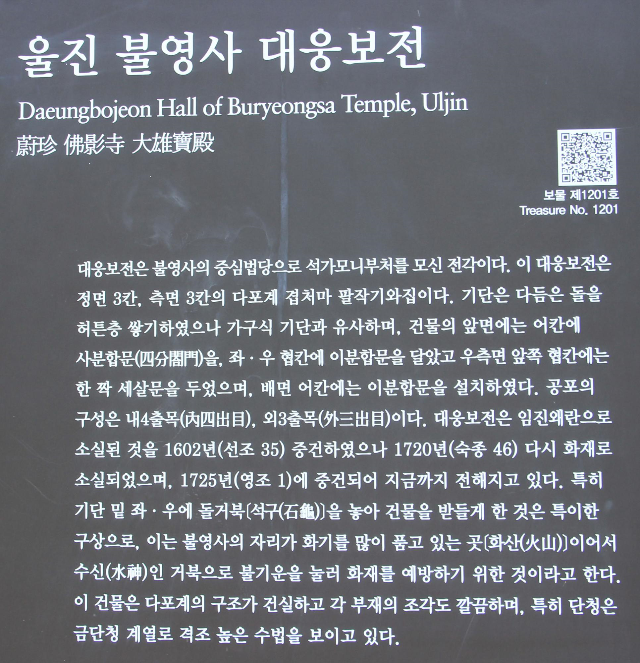 울진 불영사 대웅보전
Daeungbojeon Hall of Buryeongsa Temple, Uljin
蔚珍 佛影寺 大雄寶殿
보물 제1201호
Treasure No. 1201
대웅보전은 불영사의 중심법당으로 석가모니부처를 모신 전각이다. 이 대웅보전은
정면 3칸, 측면 3칸의 다포계 겹처마 팔작기와집이다. 기단은 다듬은 돌을
허튼층 쌓기하였으나 가구식 기단과 유사하며, 건물의 앞면에는 어칸에
사분합문(四分閤門)을, 좌·우 협칸에 이분합문을 달았고 우측면 앞쪽 협칸에는
한 짝 세살문을 두었으며, 배면 어칸에는 이분합문을 설치하였다. 공포의
구성은 내4출목(內四出目), 외3출목(外三出目)이다. 대웅보전은 임진왜란으로
소실된 것을 1602년(선조 35) 중건하였으나 1720년(숙종 46) 다시 화재로
소실되었으며, 1725년(영조 1)에 중건되어 지금까지 전해지고 있다. 특히
기단 밑 좌·우에 돌거북[석구(石龜)]을 놓아 건물을 받들게 한 것은 특이한
구상으로, 이는 불영사의 자리가 화기를 많이 품고 있는 곳[화산(火山)]이어서
수신(水神)인 거북으로 불기운을 눌러 화재를 예방하기 위한 것이라고 한다.
이 건물은 다포계의 구조가 건실하고 각 부재의 조각도 깔끔하며, 특히 단청은
금단청 계열로 격조 높은 수법을 보이고 있다.